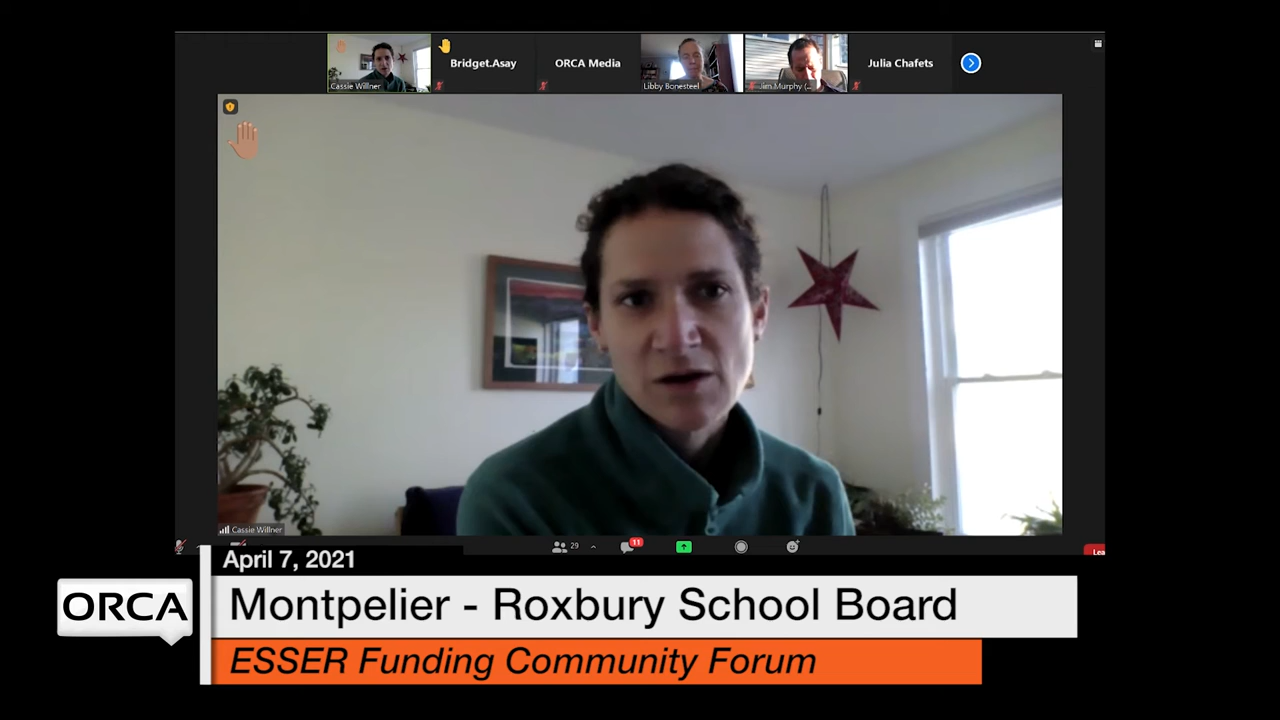 Cassie Willner
Bridget.Asay
ORCA Media
Libby Bonesteel
Jim Murphy (...
Julia Chafets
Cassie Willner
29
11
Lea
April 7, 2021
ORCA
Montpelier - Roxbury School Board
ESSER Funding Community Forum